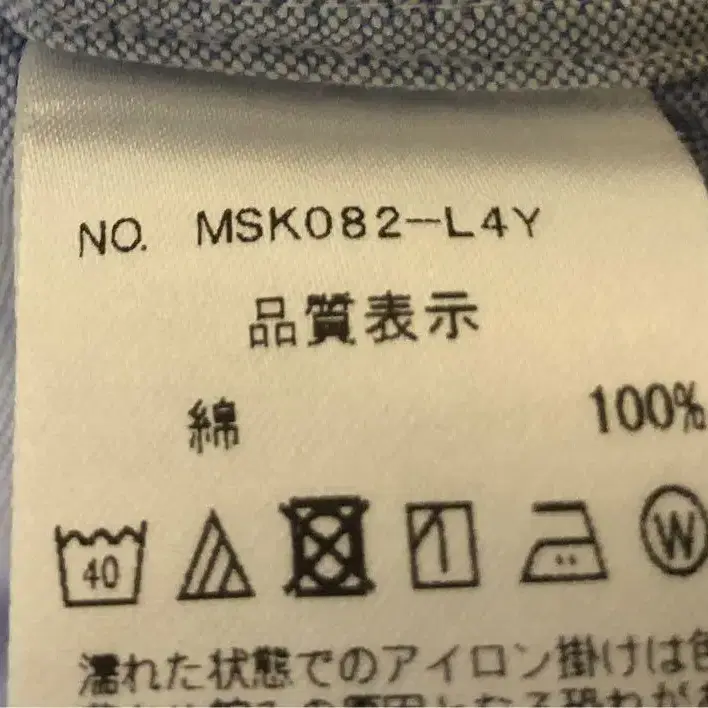 NO. MSK082-L4Y
品質表示
綿 100%
40 W
濡れた状態でのアイロン掛けは